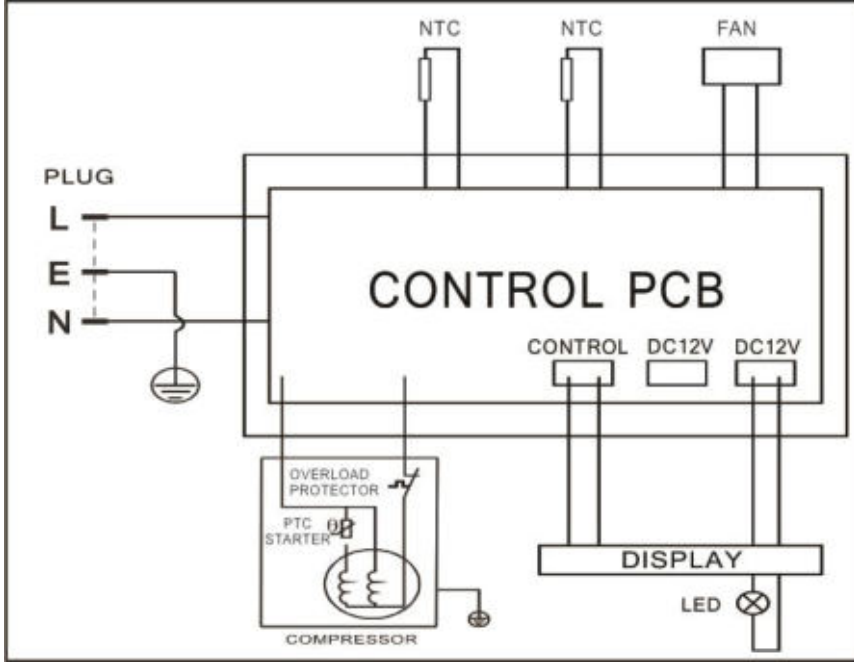 NTC NTC FAN
PLUG
L
E
N
CONTROL PCB
CONTROL DC12V DC12V
OVERLOAD
PROTECTOR
PTC
STARTER
θ
COMPRESSOR
DISPLAY
LED